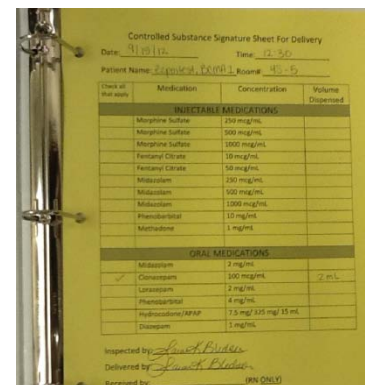 Controlled Substance Signature Sheet For Delivery
Date: 9/15/12 Time: 12:30
Patient Name: BMA 1 Room# 45-5
Check all that apply Medication Concentration Volume Dispensed
INJECTABLE MEDICATIONS
Morphine Sulfate 250 mcg/mL
Morphine Sulfate 500 mcg/mL
Morphine Sulfate 1000 mcg/mL
Fentanyl Citrate 10 mcg/mL
Fentanyl Citrate 50 mcg/mL
Midazolam 250 mcg/mL
Midazolam 500 mcg/mL
Midazolam 1000 mcg/mL
Phenobarbital 10 mg/mL
Methadone 1 mg/mL
ORAL MEDICATIONS
Midazolam 2 mg/mL
✓ Clonazepam 100 mcg/mL 2 mL
Lorazepam 2 mg/mL
Phenobarbital 4 mg/mL
Hydrocodone/APAP 7.5 mg/ 325 mg/ 15 mL
Diazepam 1 mg/mL
Inspected by
Delivered by
Received by: (RN ONLY)